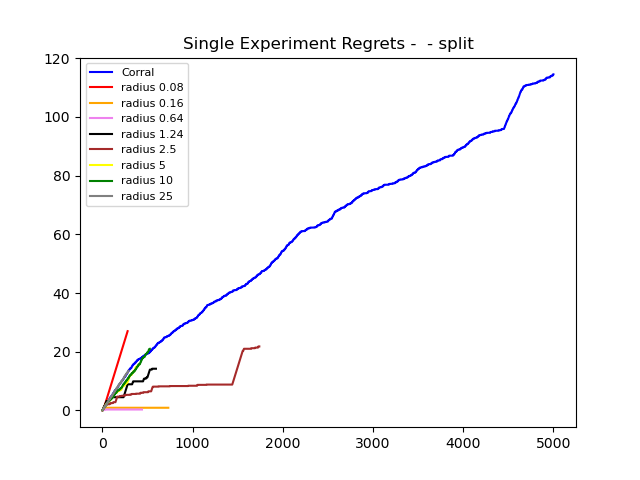 Single Experiment Regrets -  - split
Corral
radius 0.08
radius 0.16
radius 0.64
radius 1.24
radius 2.5
radius 5
radius 10
radius 25
120
100
80
60
40
20
0
0 1000 2000 3000 4000 5000